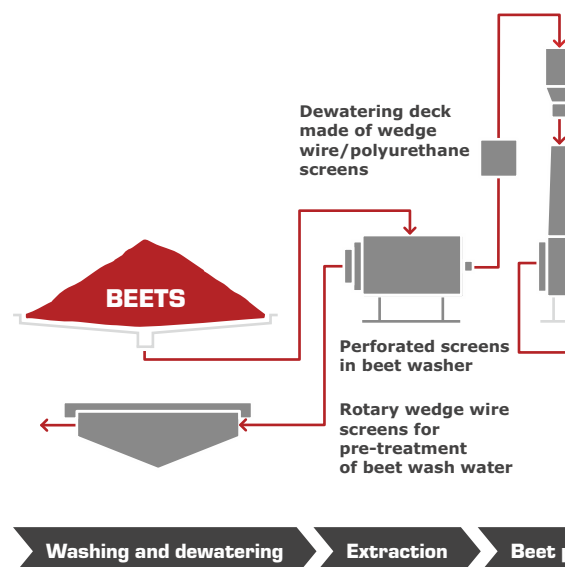 Dewatering deck
made of wedge
wire/polyurethane
screens
BEETS
Perforated screens
in beet washer
Rotary wedge wire
screens for
pre-treatment
of beet wash water
Washing and dewatering
Extraction
Beet